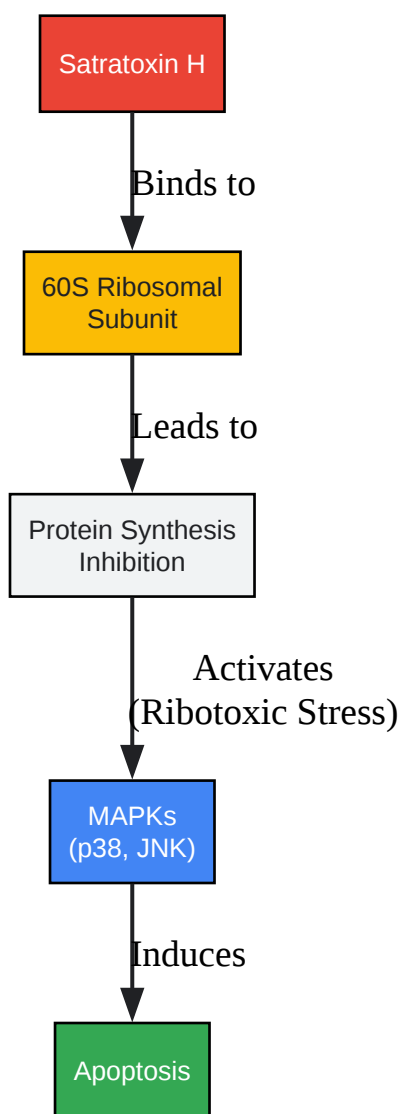 Satratoxin H
Binds to
60S Ribosomal
Subunit
Leads to
Protein Synthesis
Inhibition
Activates
(Ribotoxic Stress)
MAPKs
(p38, JNK)
Induces
Apoptosis